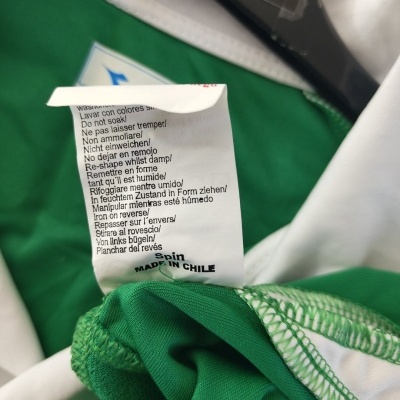 Lavar con colores sim
Do not soak/
Ne pas laisser tremper/
Non ammoliare/
Nicht einweichen/
No dejar en remojo
Re-shape whilst damp/
Remettre en forme
tant qu'il est humide/
Rifoggiare mentre umido/
In feuchtem Zustand in Form ziehen/
Manipular mienkras esté húmedo
Iron on reverse/
Repasser sur l'envers/
Stirare al rovescio/
Von links bügeln/
Planchar del revés
Spin
MADE IN CHILE